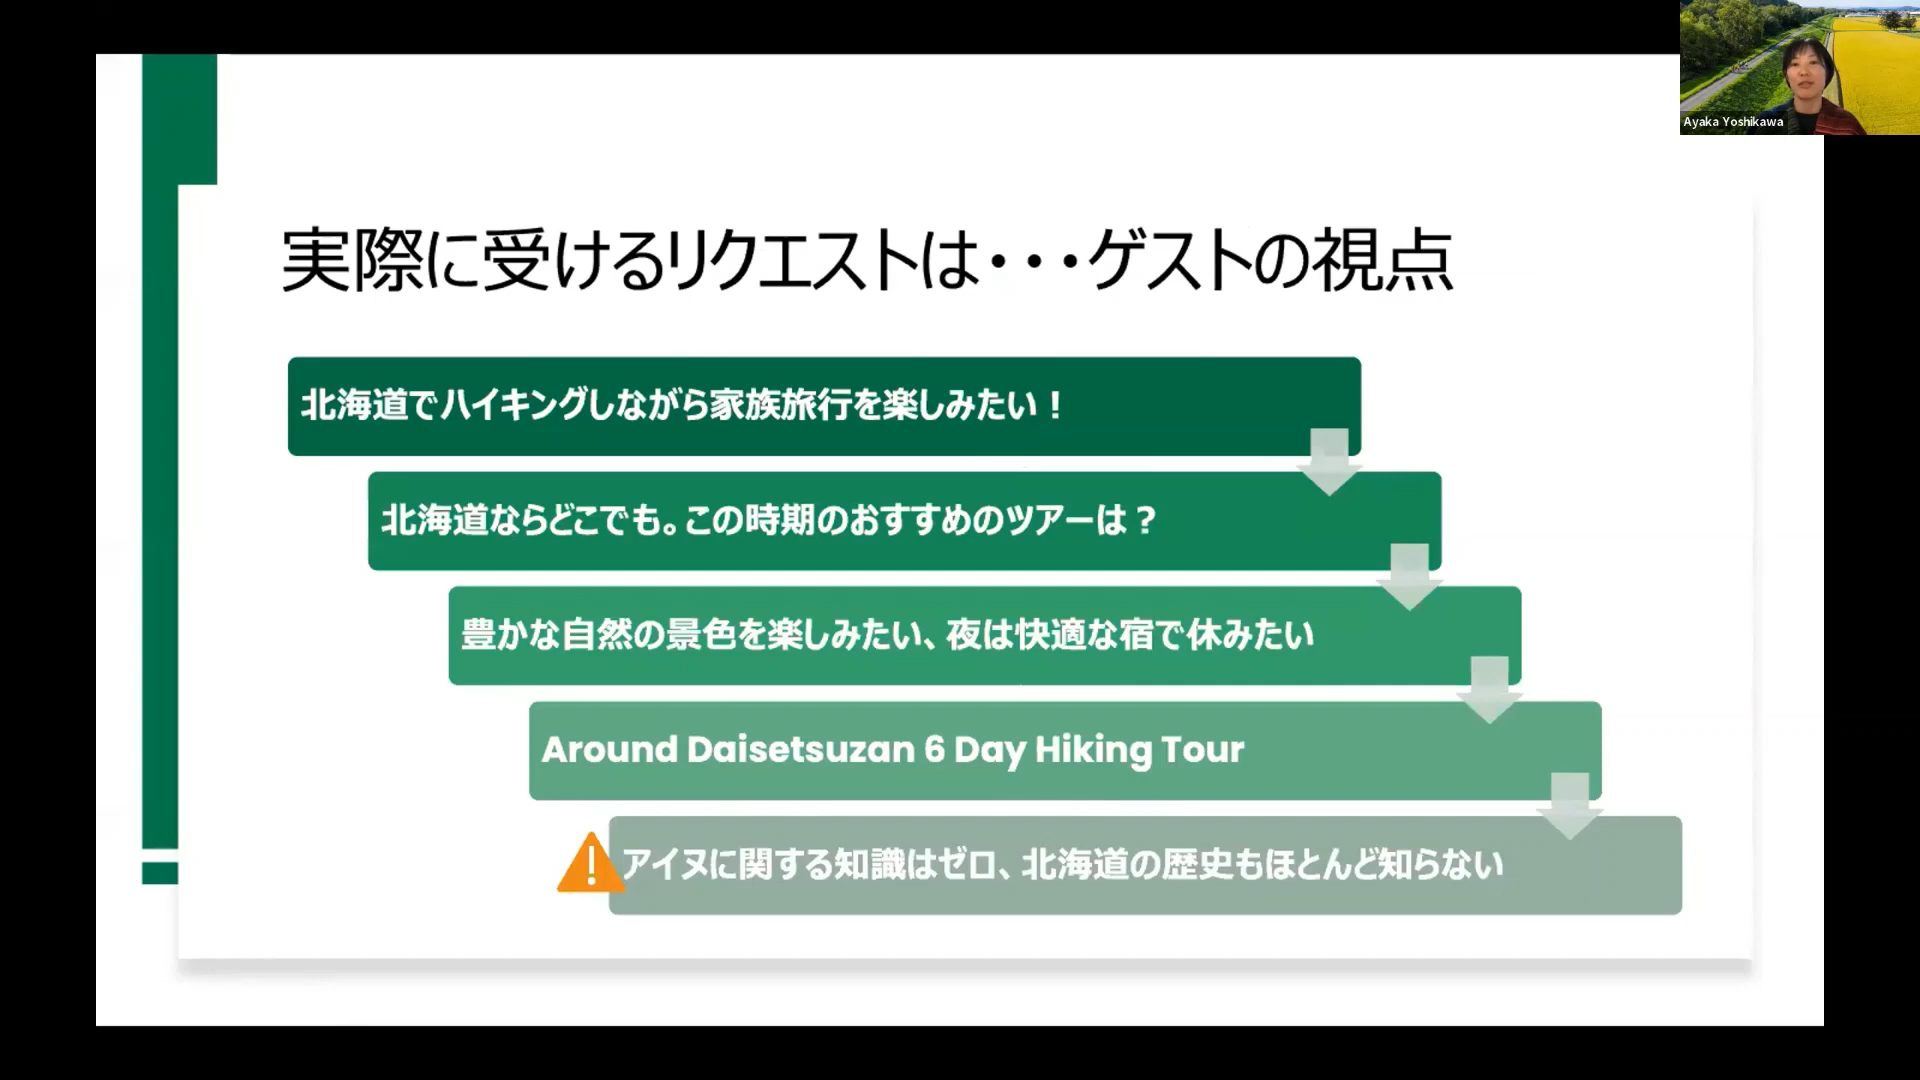 Ayaka Yoshikawa
実際に受けるリクエストは・・・ゲストの視点
北海道でハイキングしながら家族旅行を楽しみたい！
北海道ならどこでも。この時期のおすすめのツアーは？
豊かな自然の景色を楽しみたい、夜は快適な宿で休みたい
Around Daisetsuzan 6 Day Hiking Tour
アイヌに関する知識はゼロ、北海道の歴史もほとんど知らない